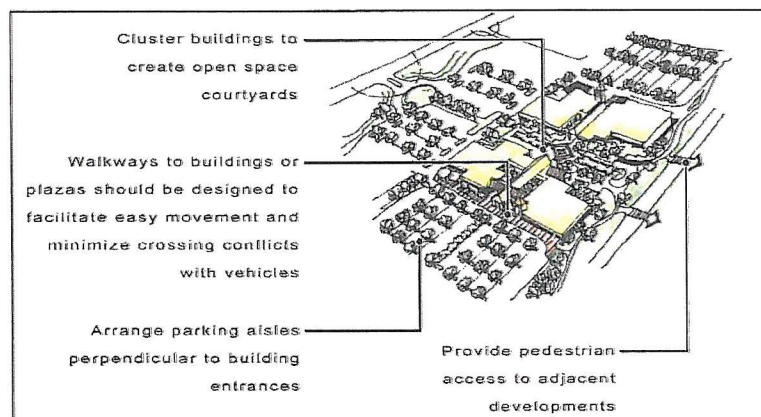 Cluster buildings to
create open space
courtyards
Walkways to buildings or
plazas should be designed to
facilitate easy movement and
minimize crossing conflicts
with vehicles
Arrange parking aisles
perpendicular to building
entrances
Provide pedestrian
access to adjacent
developments